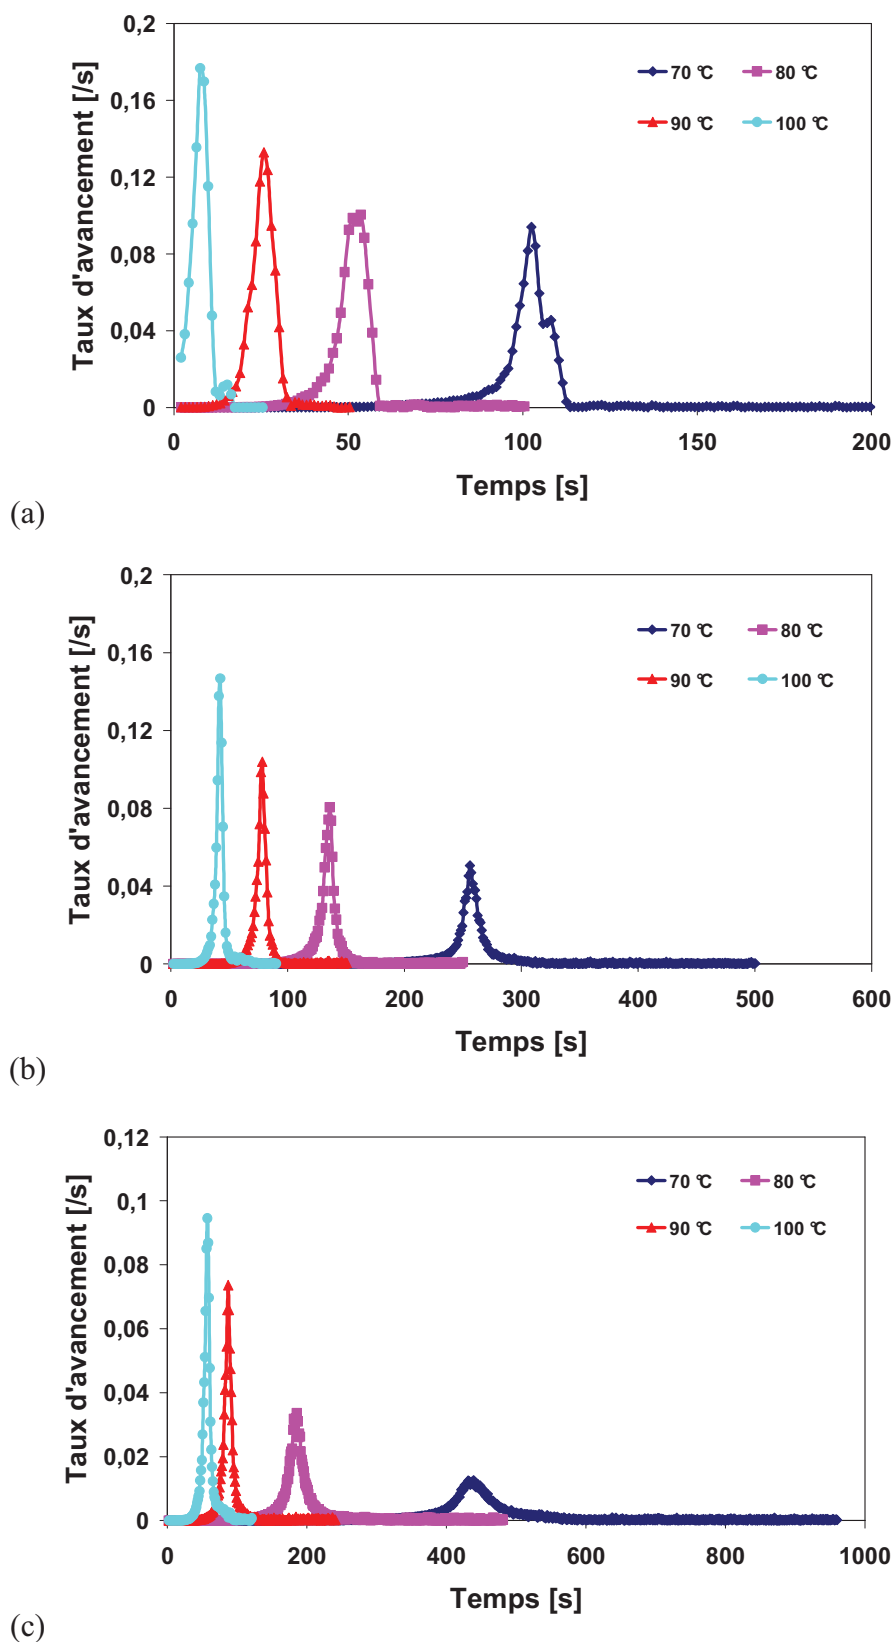 0,2
0,16
0,12
0,08
0,04
0
Taux d'avancement [/s]
70 °C
80 °C
90 °C
100 °C
0
50
100
150
200
Temps [s]
(a)
0,2
0,16
0,12
0,08
0,04
0
Taux d'avancement [/s]
70 °C
80 °C
90 °C
100 °C
0
100
200
300
400
500
600
Temps [s]
(b)
0,12
0,1
0,08
0,06
0,04
0,02
0
Taux d'avancement [/s]
70 °C
80 °C
90 °C
100 °C
0
200
400
600
800
1000
Temps [s]
(c)